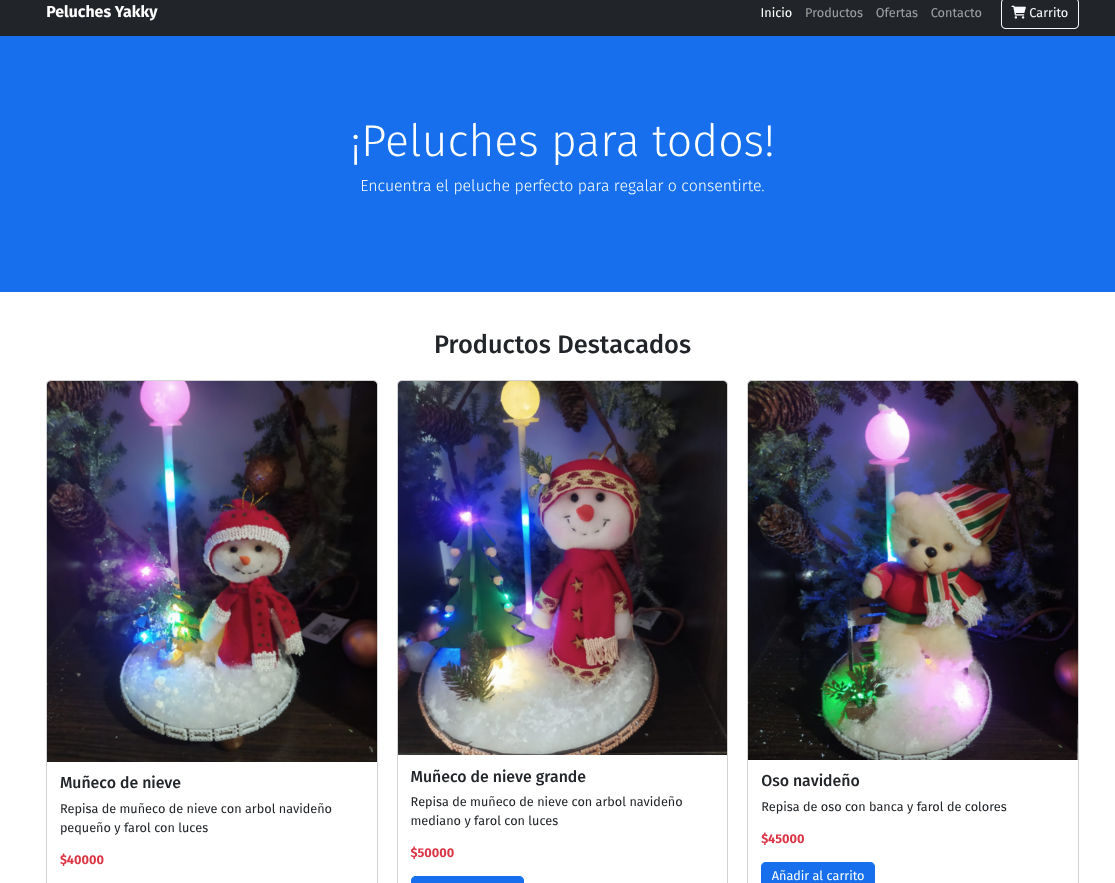 Peluches Yakky
Inicio Productos Ofertas Contacto Carrito
¡Peluches para todos!
Encuentra el peluche perfecto para regalar o consentirte.
Productos Destacados
Muñeco de nieve
Repisa de muñeco de nieve con arbol navideño
pequeño y farol con luces
$40000
Muñeco de nieve grande
Repisa de muñeco de nieve con arbol navideño
mediano y farol con luces
$50000
Oso navideño
Repisa de oso con banca y farol de colores
$45000
Añadir al carrito